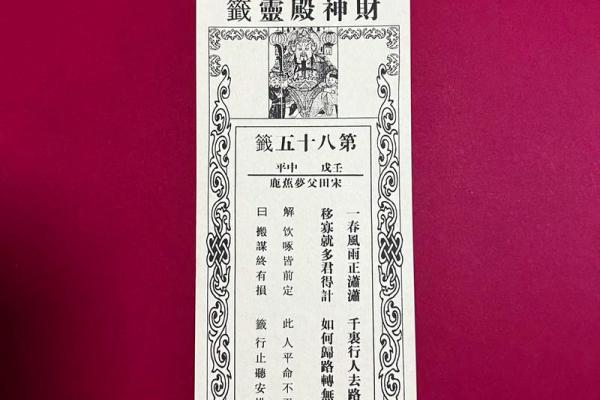 財神殿靈籤
第八十五籤
壬戌 中平
宋田父夢蕉鹿
一春風雨正瀟瀟 千裏行人去路
移寡就多君得計 如何歸路轉無
解 饮啄皆前定 此人平命不
曰 搬謀終有損 籤行止聽安